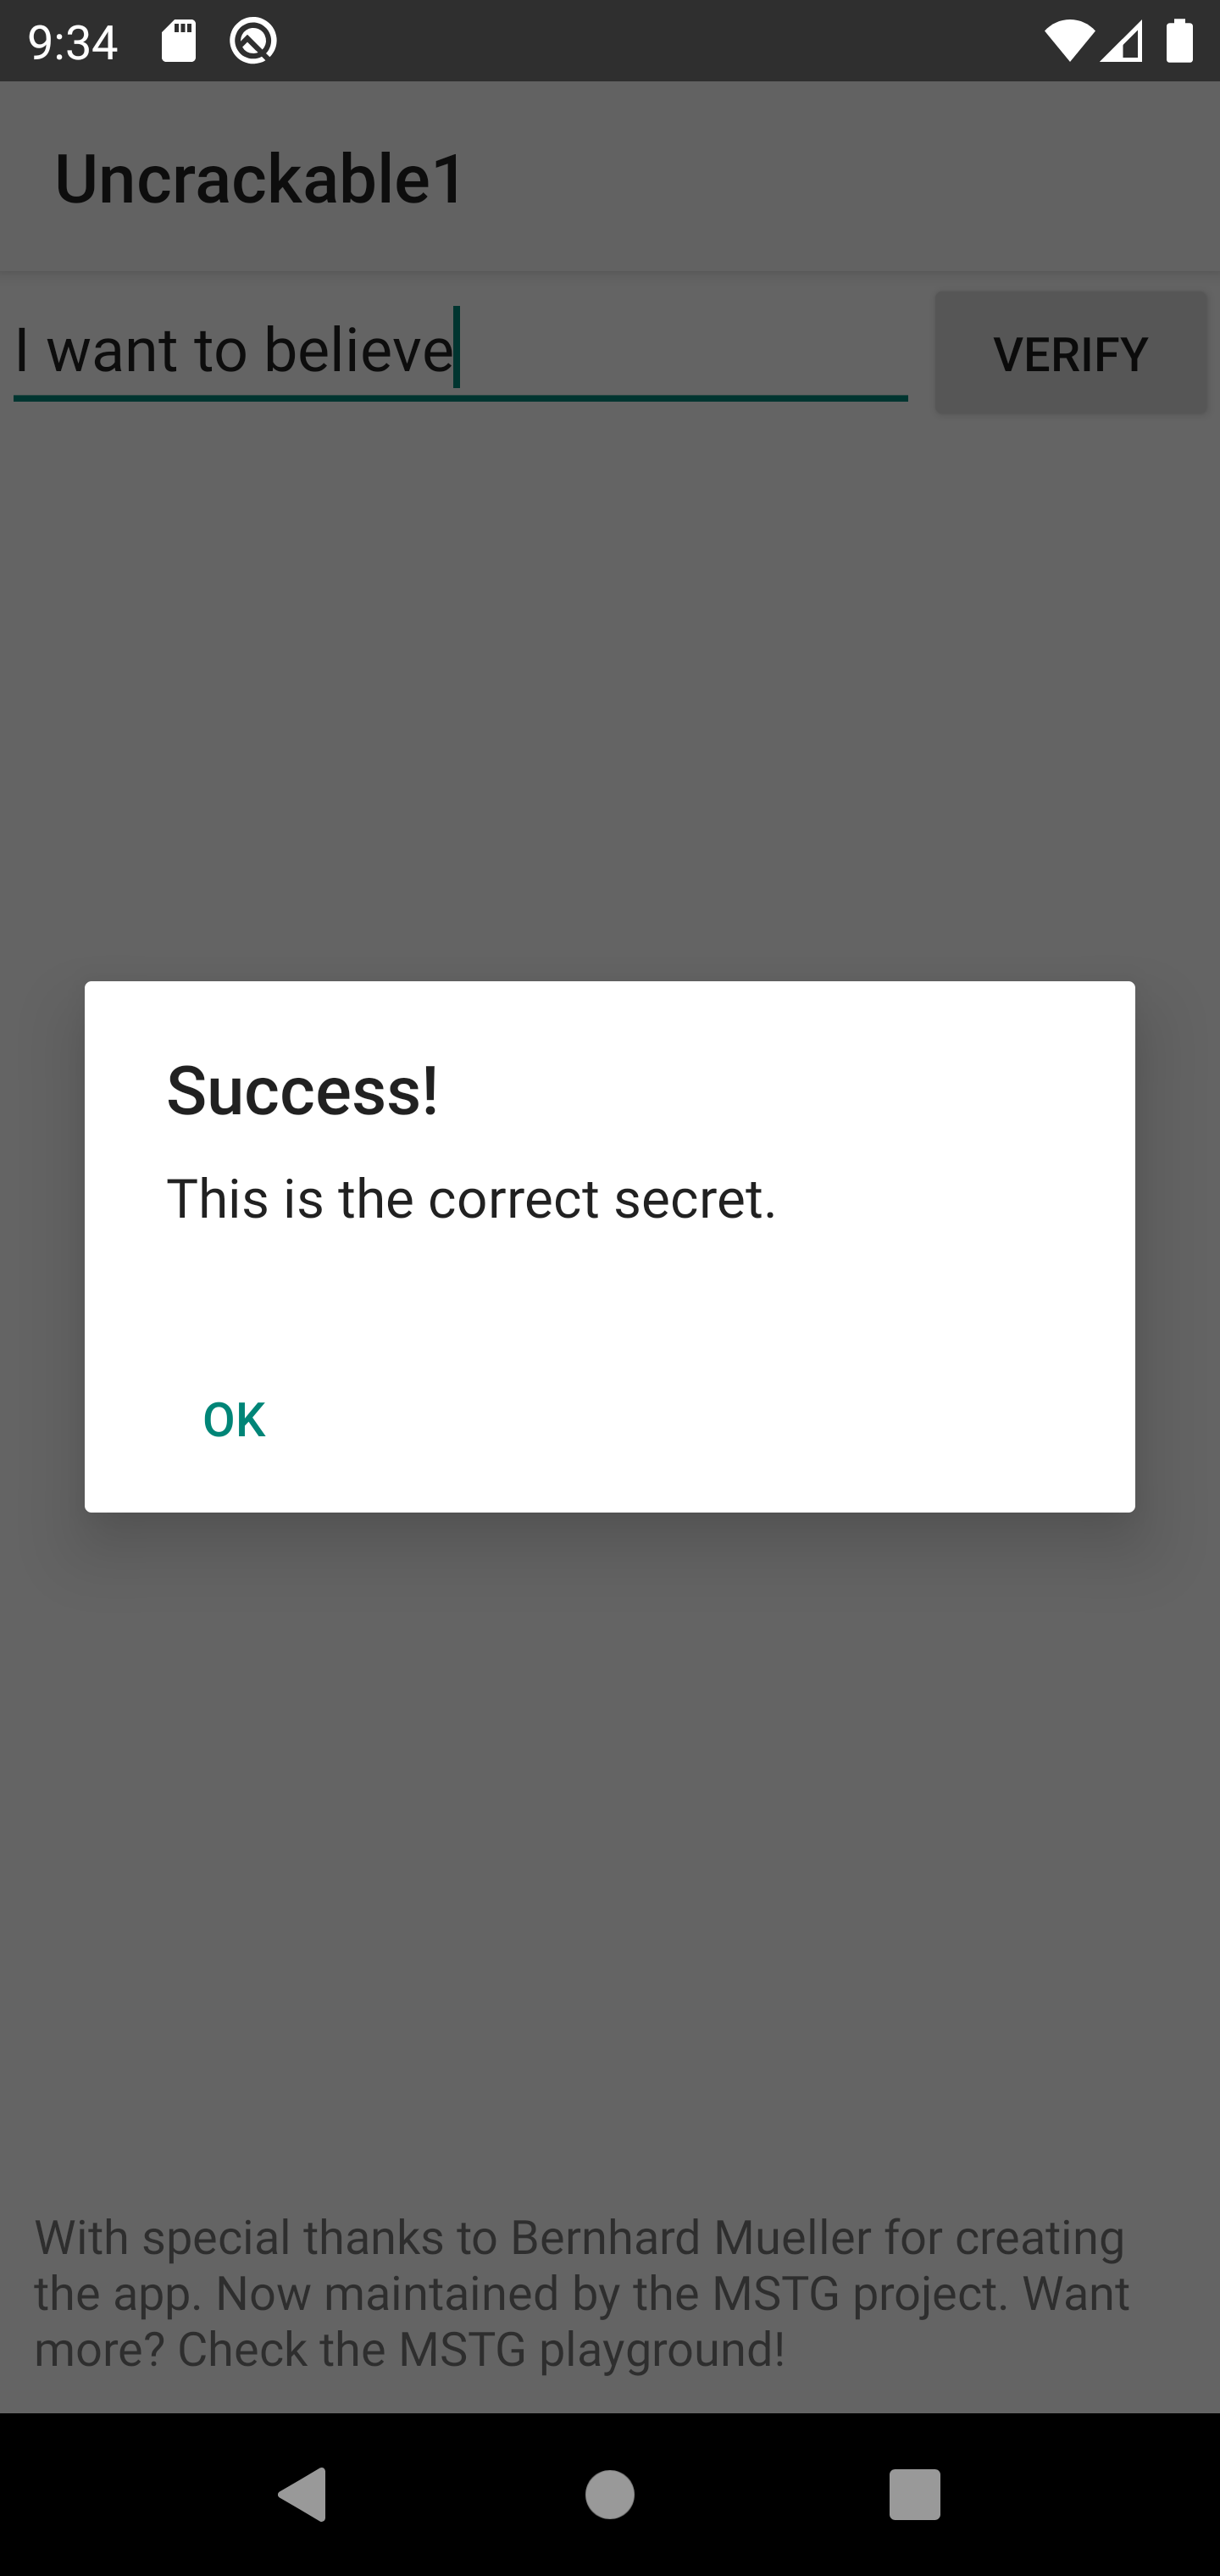 9:34
Uncrackable1
I want to believe
VERIFY
Success!
This is the correct secret.
OK
With special thanks to Bernhard Mueller for creating
the app. Now maintained by the MSTG project. Want
more? Check the MSTG playground!